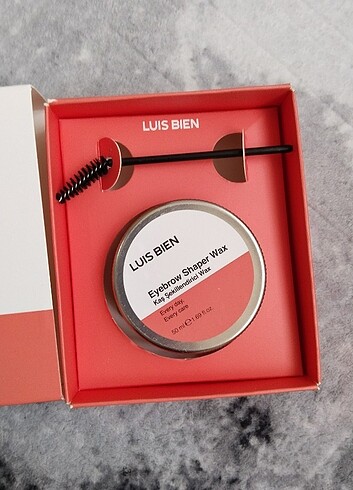 LUIS BIEN
LUIS BIEN
Eyebrow Shaper Wax
Kaş Şekillendirici Wax
Every day.
Every care
50 ml ℮ 1.69 fl.oz.